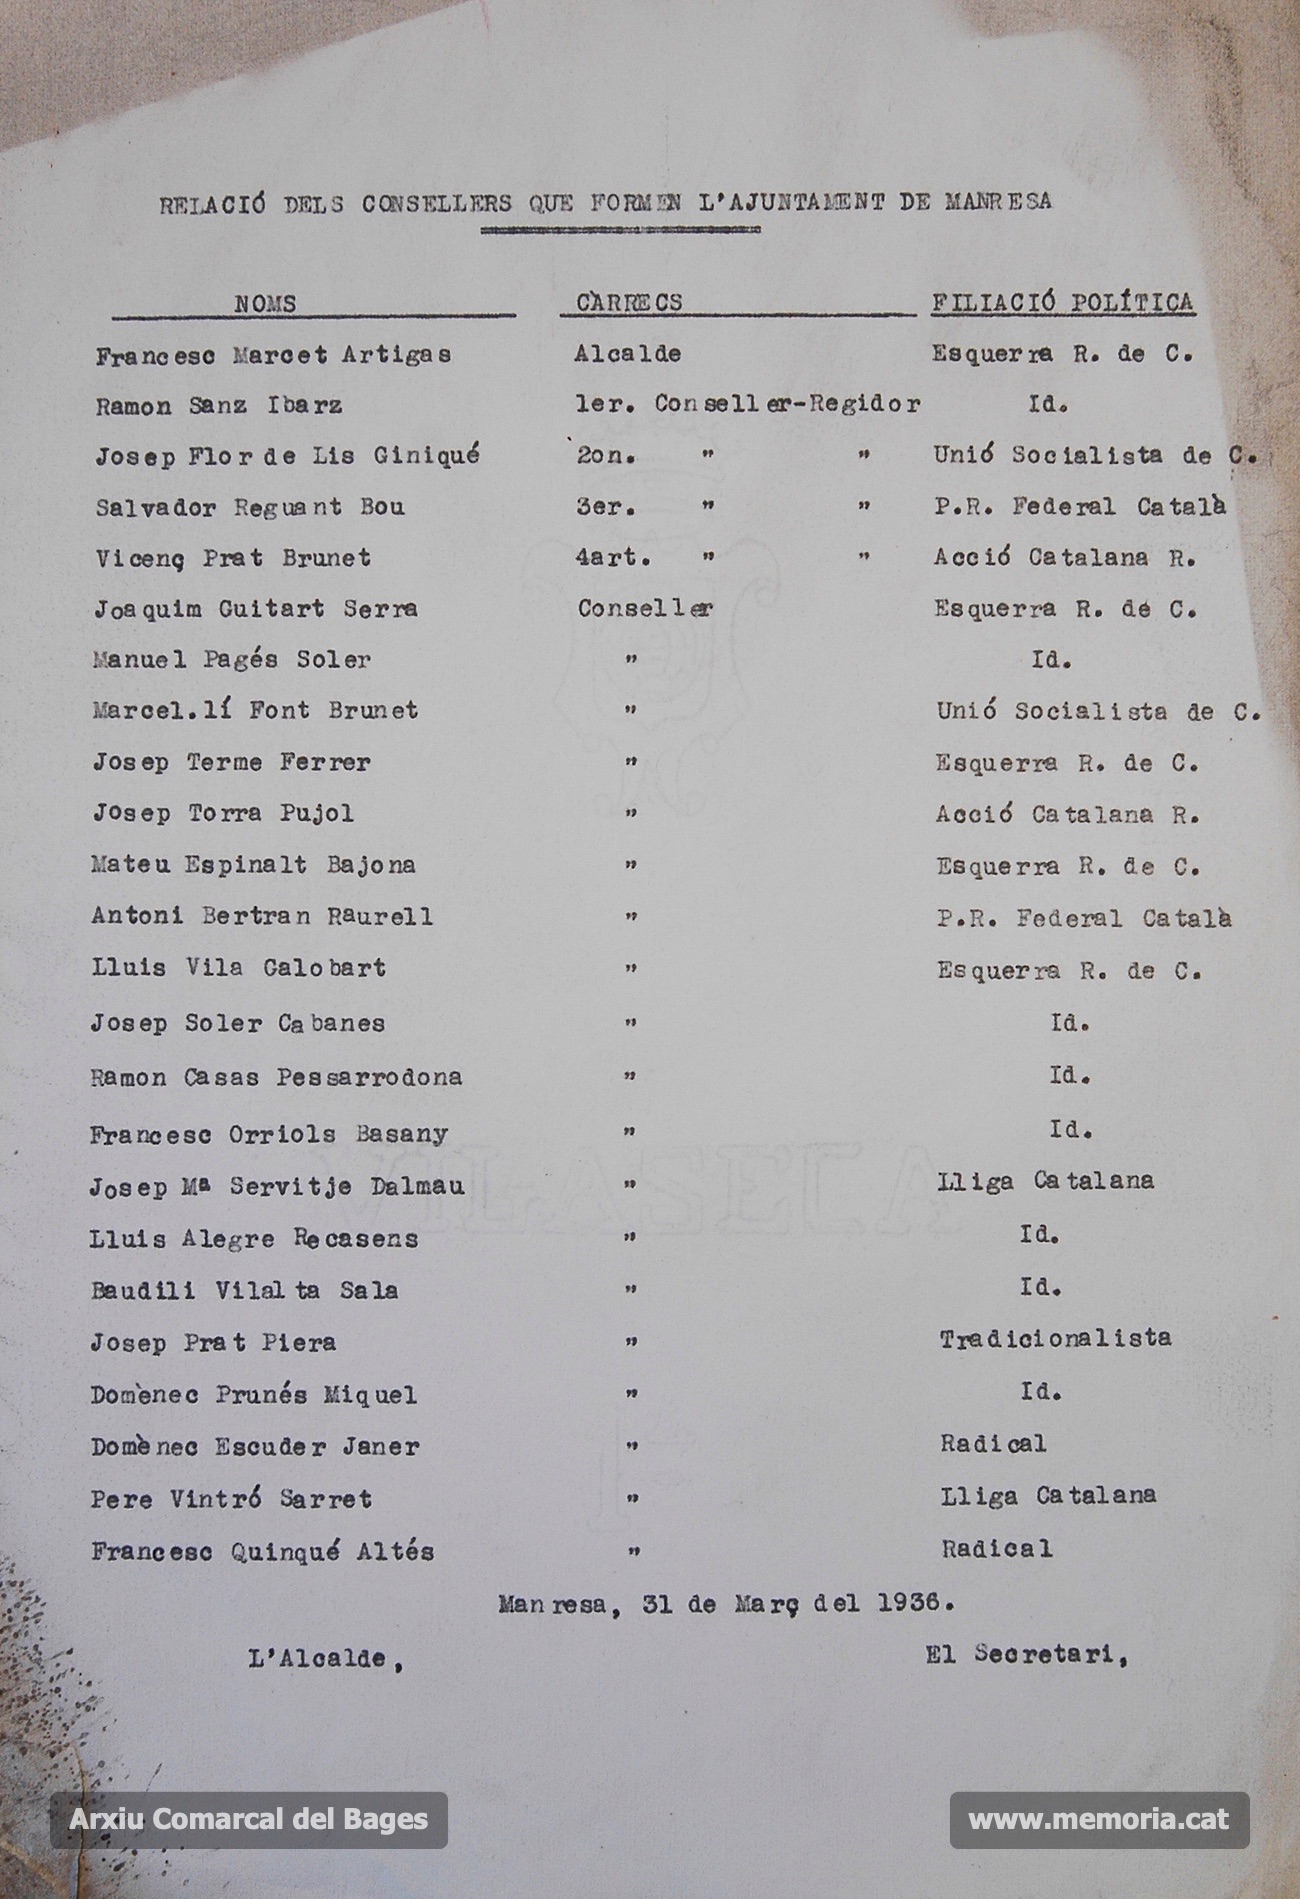 RELACIÓ DELS CONSELLERS QUE FORMEN L'AJUNTAMENT DE MANRESA
NOMS CÀRRECS FILIACIÓ POLÍTICA
Francesc Marcet Artigas Alcalde Esquerra R. de C.
Ramon Sanz Ibarz 1er. Conseller-Regidor Id.
Josep Flor de Lis Giniqué 2on. " " Unió Socialista de C.
Salvador Reguant Bou 3er. " " P.R. Federal Català
Vicenç Prat Brunet 4art. " " Acció Catalana R.
Joaquim Guitart Serra Conseller Esquerra R. de C.
Manuel Pagés Soler " Id.
Marcel.lí Font Brunet " Unió Socialista de C.
Josep Terme Ferrer " Esquerra R. de C.
Josep Torra Pujol " Acció Catalana R.
Mateu Espinalt Bajona " Esquerra R. de C.
Antoni Bertran Raurell " P.R. Federal Català
Lluis Vila Galobart " Esquerra R. de C.
Josep Soler Cabanes " Id.
Ramon Casas Pessarrodona " Id.
Francesc Orriols Basany " Id.
Josep Mª Servitje Dalmau " Lliga Catalana
Lluis Alegre Recasens " Id.
Baudili Vilalta Sala " Id.
Josep Prat Piera " Tradicionalista
Domènec Prunés Miquel " Id.
Domènec Escuder Janer " Radical
Pere Vintró Sarret " Lliga Catalana
Francesc Quinqué Altés " Radical
Manresa, 31 de Març del 1936.
L'Alcalde, El Secretari,
Arxiu Comarcal del Bages www.memoria.cat